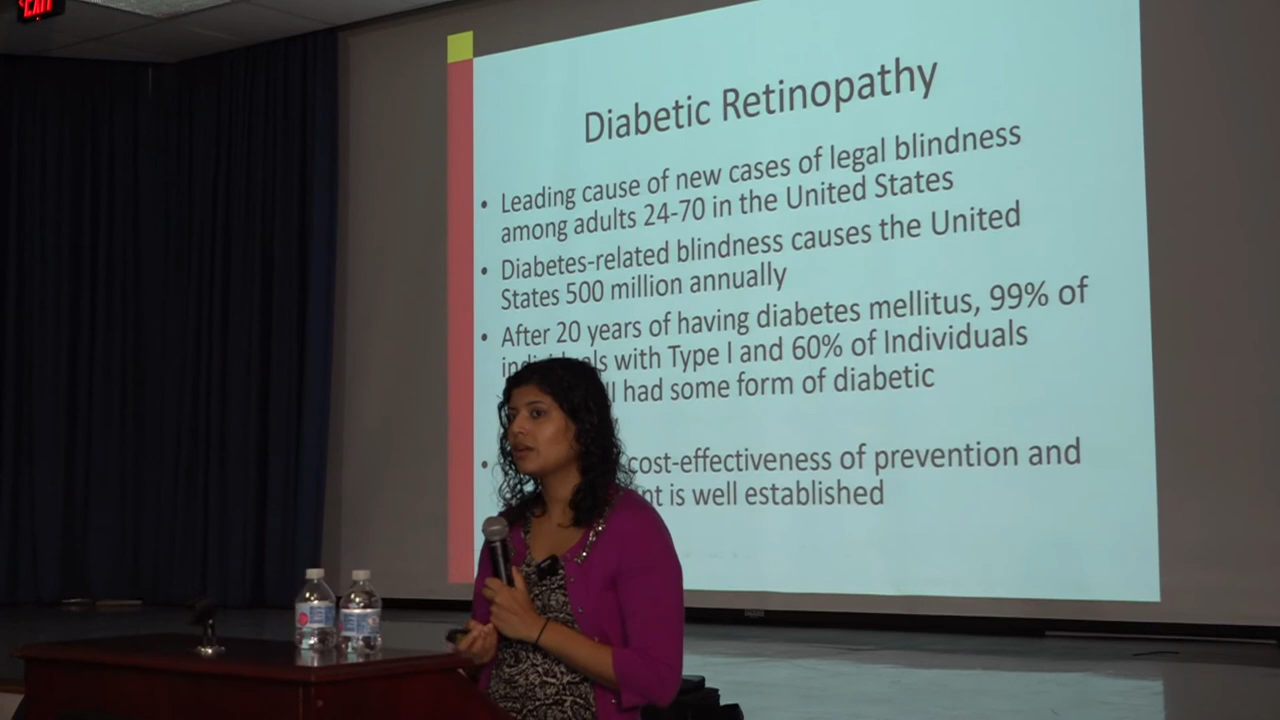 EXIT
Diabetic Retinopathy
• Leading cause of new cases of legal blindness
among adults 24-70 in the United States
• Diabetes-related blindness causes the United
States 500 million annually
• After 20 years of having diabetes mellitus, 99% of
with Type I and 60% of Individuals
had some form of diabetic
• cost-effectiveness of prevention and
is well established